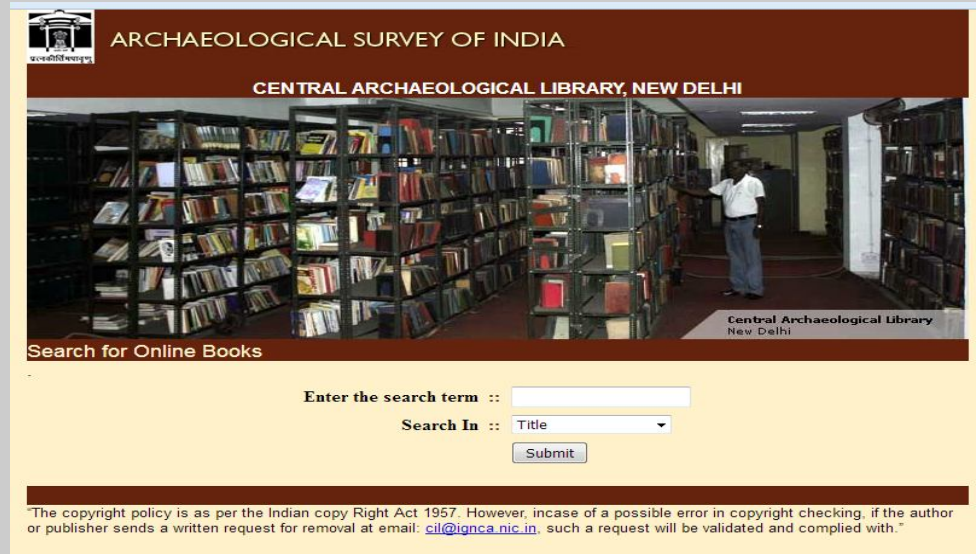 ARCHAEOLOGICAL SURVEY OF INDIA
प्रत्नकीर्तिमपावृणु
CENTRAL ARCHAEOLOGICAL LIBRARY, NEW DELHI
Central Archaeological Library
New Delhi
Search for Online Books
Enter the search term ::
Search In :: Title
Submit
"The copyright policy is as per the Indian copy Right Act 1957. However, incase of a possible error in copyright checking, if the author
or publisher sends a written request for removal at email: cil@ignca.nic.in, such a request will be validated and complied with."